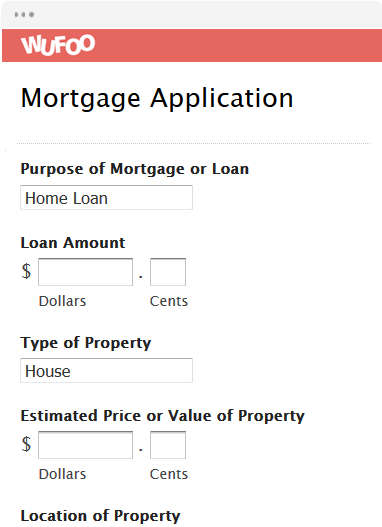 WUFOO
Mortgage Application
Purpose of Mortgage or Loan
Home Loan
Loan Amount
$ .
Dollars Cents
Type of Property
House
Estimated Price or Value of Property
$ .
Dollars Cents
Location of Property